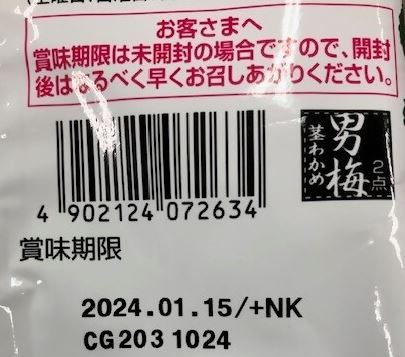 お客さまへ
賞味期限は未開封の場合ですので、開封
後はなるべく早くお召しあがりください。
男梅
茎わかめ
2点
4 902124 072634
賞味期限
2024.01.15/+NK
CG203 1024